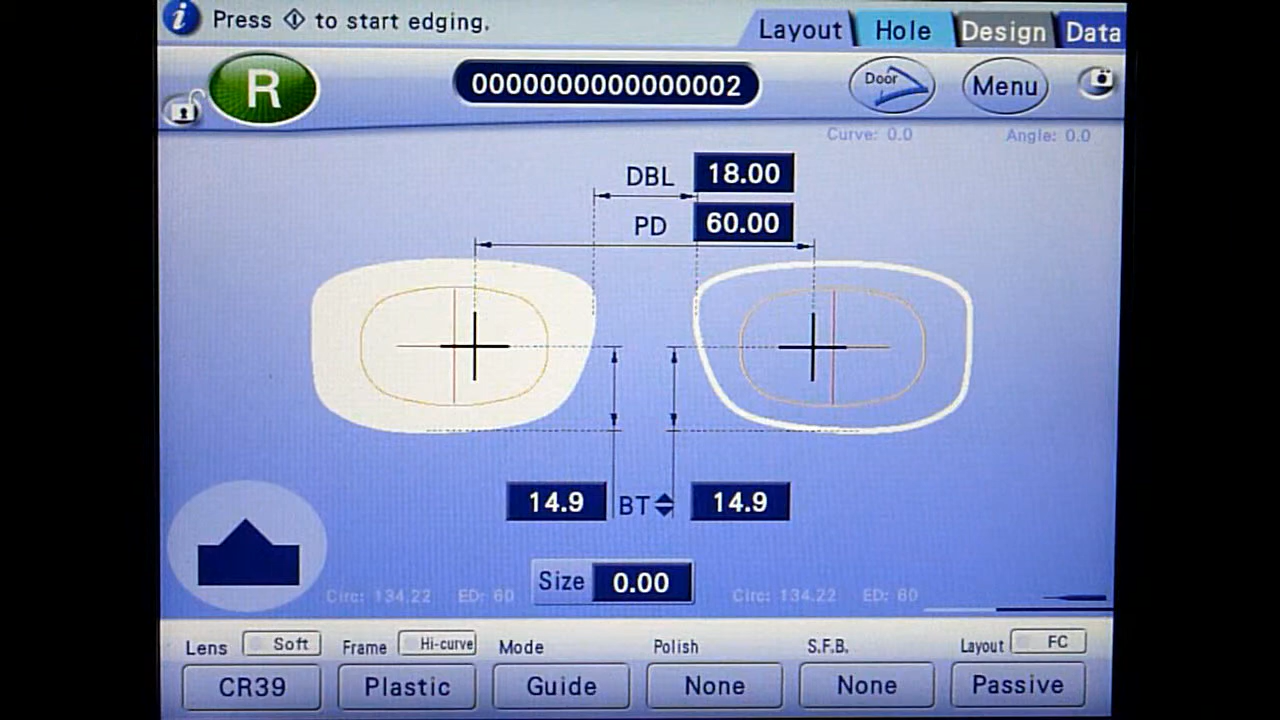 i Press to start edging.
Layout Hole Design Data
R 0000000000000002 Door Menu
Curve: 0.0 Angle: 0.0
DBL 18.00
PD 60.00
14.9 BT 14.9
Size 0.00
Circ: 134.22 ED: 60 Circ: 134.22 ED: 60
Lens Soft Frame Hi-curve Mode Polish S.F.B. Layout FC
CR39 Plastic Guide None None Passive